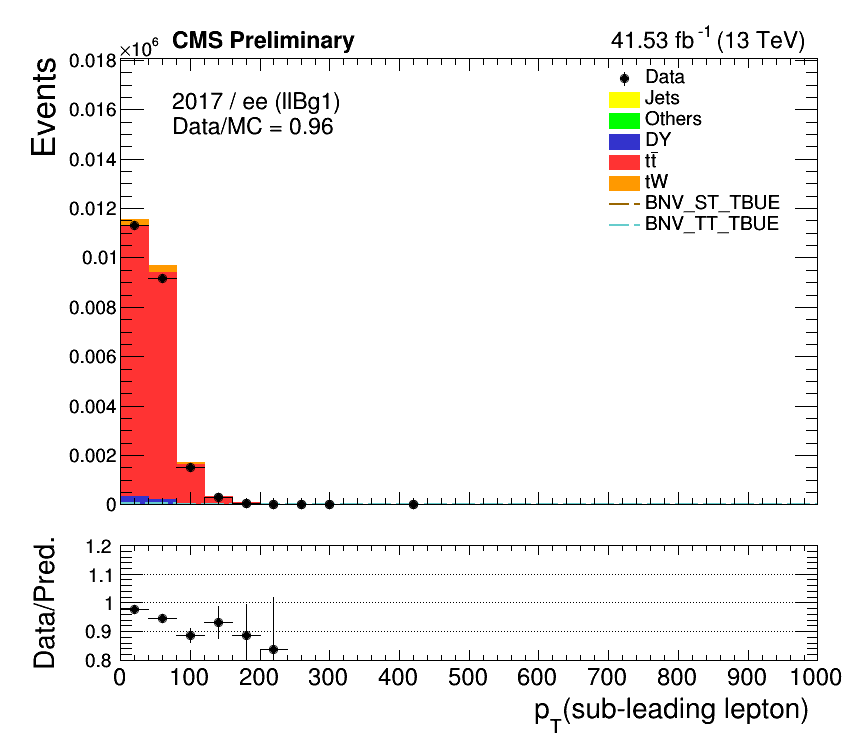 ×10⁶ CMS Preliminary 41.53 fb⁻¹ (13 TeV)
Events
0.018
0.016
0.014
0.012
0.01
0.008
0.006
0.004
0.002
0
2017 / ee (llBg1)
Data/MC = 0.96
Data
Jets
Others
DY
tt̄
tW
BNV_ST_TBUE
BNV_TT_TBUE
Data/Pred.
1.2
1.1
1
0.9
0.8
0 100 200 300 400 500 600 700 800 900 1000
p_T(sub-leading lepton)